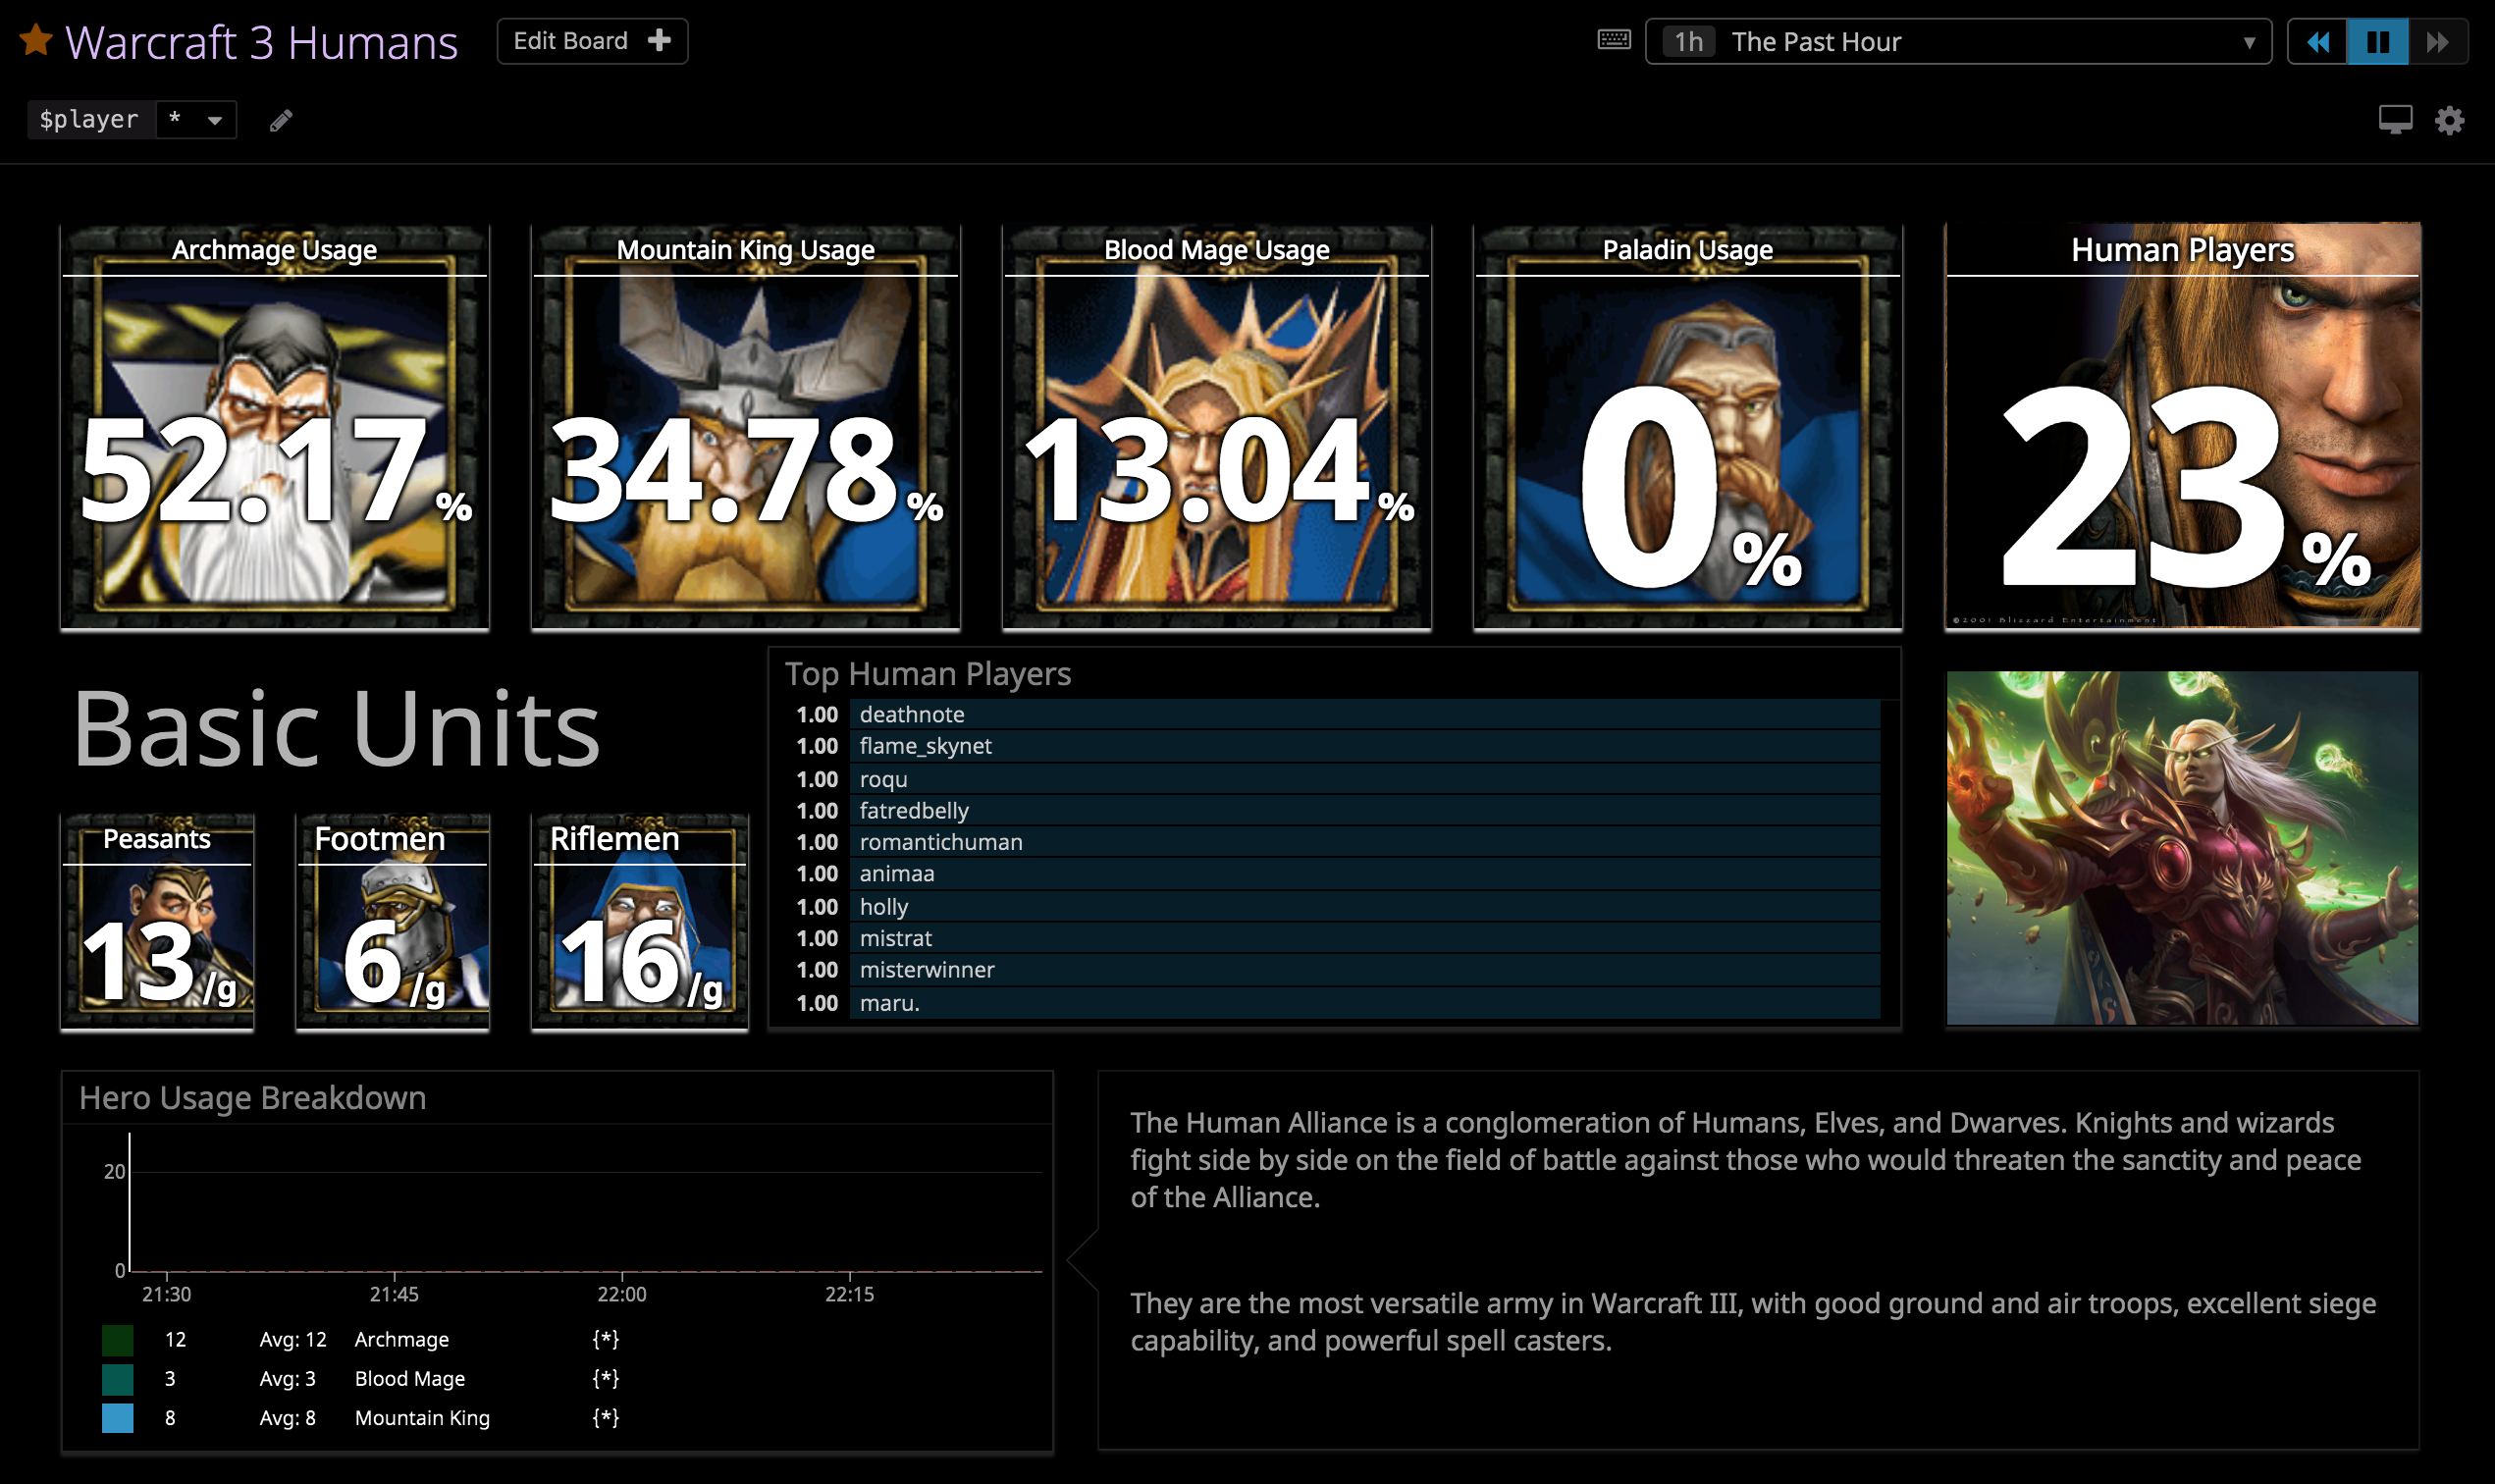 Warcraft 3 Humans
Edit Board +
1h The Past Hour
$player *
Archmage Usage
52.17%
Mountain King Usage
34.78%
Blood Mage Usage
13.04%
Paladin Usage
0%
Human Players
23%
©2001 Blizzard Entertainment
Basic Units
Peasants
13/g
Footmen
6/g
Riflemen
16/g
Top Human Players
1.00 deathnote
1.00 flame_skynet
1.00 roqu
1.00 fatredbelly
1.00 romantichuman
1.00 animaa
1.00 holly
1.00 mistrat
1.00 misterwinner
1.00 maru.
Hero Usage Breakdown
20
0
21:30 21:45 22:00 22:15
12 Avg: 12 Archmage {*}
3 Avg: 3 Blood Mage {*}
8 Avg: 8 Mountain King {*}
The Human Alliance is a conglomeration of Humans, Elves, and Dwarves. Knights and wizards
fight side by side on the field of battle against those who would threaten the sanctity and peace
of the Alliance.
They are the most versatile army in Warcraft III, with good ground and air troops, excellent siege
capability, and powerful spell casters.